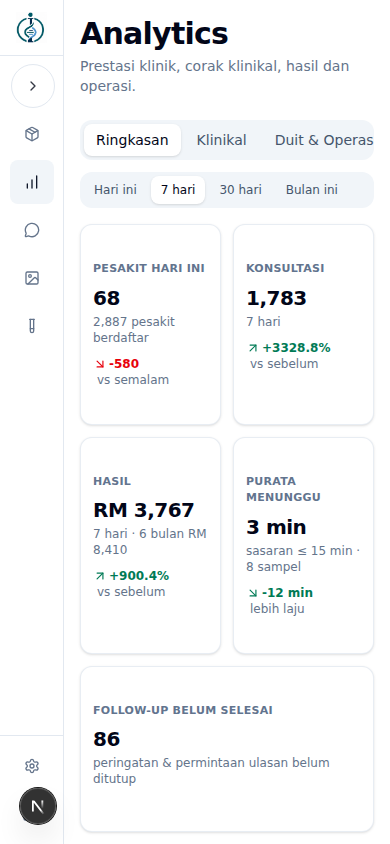 Analytics
Prestasi klinik, corak klinikal, hasil dan
operasi.
Ringkasan
Klinikal
Duit & Operas
Hari ini
7 hari
30 hari
Bulan ini
PESAKIT HARI INI
68
2,887 pesakit
berdaftar
-580
vs semalam
KONSULTASI
1,783
7 hari
+3328.8%
vs sebelum
HASIL
RM 3,767
7 hari · 6 bulan RM
8,410
+900.4%
vs sebelum
PURATA
MENUNGGU
3 min
sasaran ≤ 15 min ·
8 sampel
-12 min
lebih laju
FOLLOW-UP BELUM SELESAI
86
peringatan & permintaan ulasan belum
ditutup
N